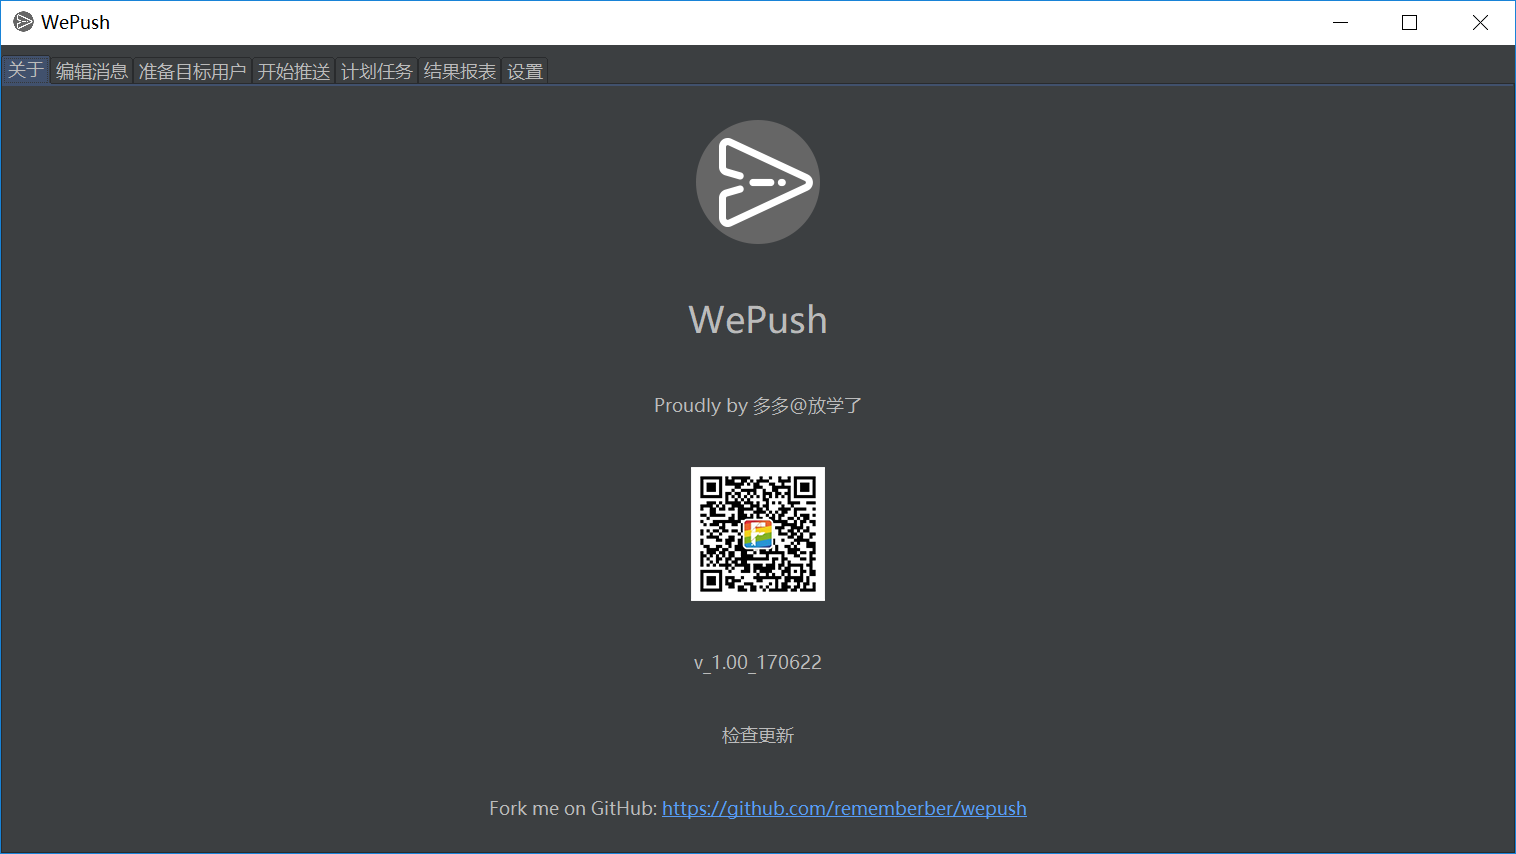 WePush
关于 编辑消息 准备目标用户 开始推送 计划任务 结果报表 设置
WePush
Proudly by 多多@放学了
v_1.00_170622
检查更新
Fork me on GitHub: https://github.com/rememberber/wepush